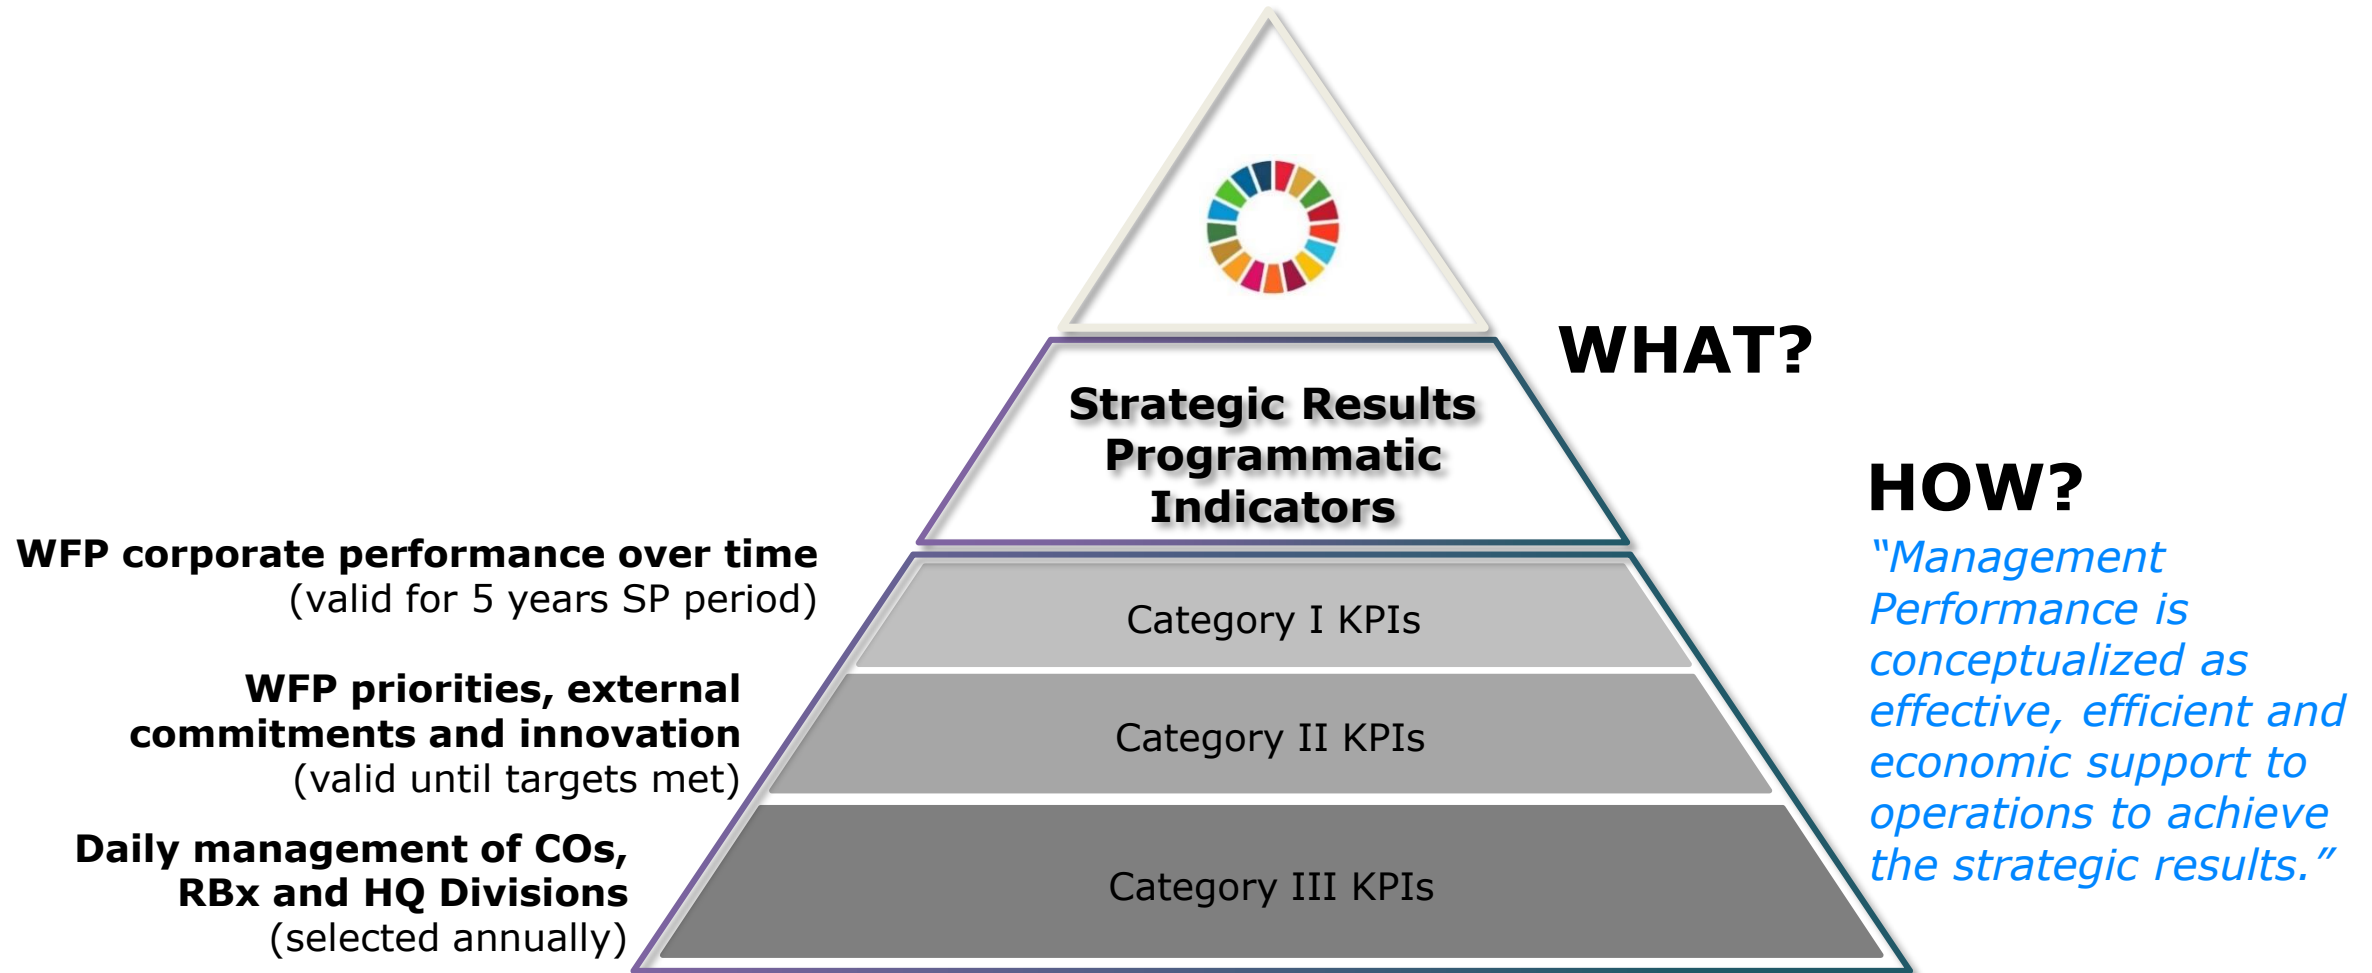 WHAT?
Strategic Results
Programmatic
Indicators
HOW?
“Management
Performance is
conceptualized as
effective, efficient and
economic support to
operations to achieve
the strategic results.”
WFP corporate performance over time
(valid for 5 years SP period)
Category I KPIs
WFP priorities, external
commitments and innovation
(valid until targets met)
Category II KPIs
Daily management of COs,
RBx and HQ Divisions
(selected annually)
Category III KPIs